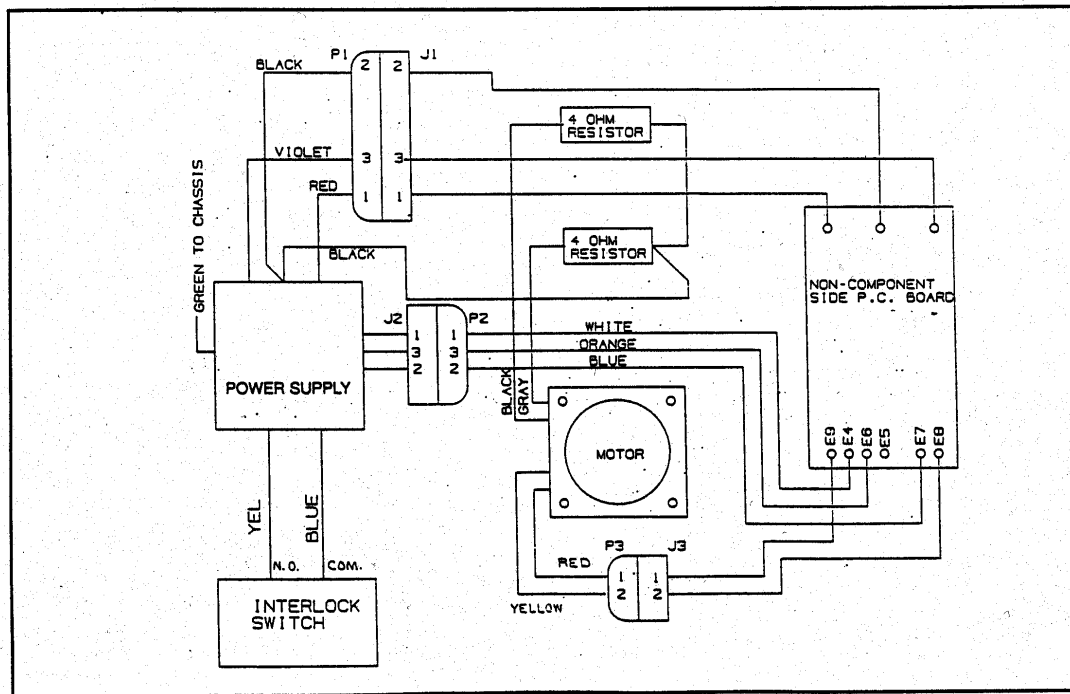 P1 J1
BLACK 2 2
4 OHM
RESISTOR
VIOLET 3 3
RED 1 1
GREEN TO CHASSIS
BLACK
4 OHM
RESISTOR
NON-COMPONENT
SIDE P.C. BOARD
J2 P2
1 1 WHITE
3 3 ORANGE
2 2 BLUE
POWER SUPPLY
BLACK
GRAY
MOTOR
E9 E4 E6 E5 E7 E8
YEL
BLUE
N.O. COM.
P3 J3
RED 1 1
YELLOW 2 2
INTERLOCK
SWITCH